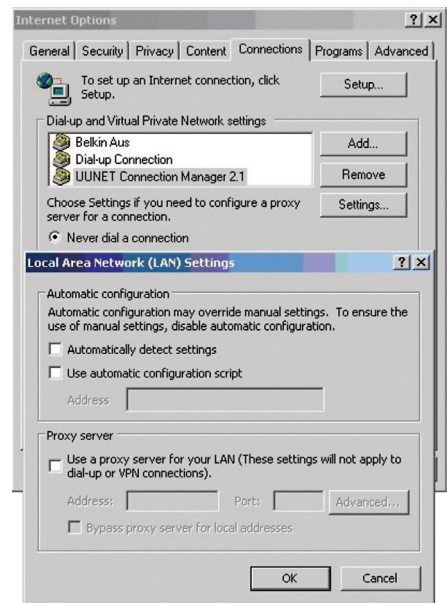 Internet Options
General Security Privacy Content Connections Programs Advanced
To set up an Internet connection, click
Setup.
Setup...
Dial-up and Virtual Private Network settings
Belkin Aus
Dial-up Connection
UUNET Connection Manager 2.1
Add...
Remove
Choose Settings if you need to configure a proxy
server for a connection.
Settings...
Never dial a connection
Local Area Network (LAN) Settings
Automatic configuration
Automatic configuration may override manual settings. To ensure the
use of manual settings, disable automatic configuration.
Automatically detect settings
Use automatic configuration script
Address
Proxy server
Use a proxy server for your LAN (These settings will not apply to
dial-up or VPN connections).
Address: Port: Advanced...
Bypass proxy server for local addresses
OK Cancel